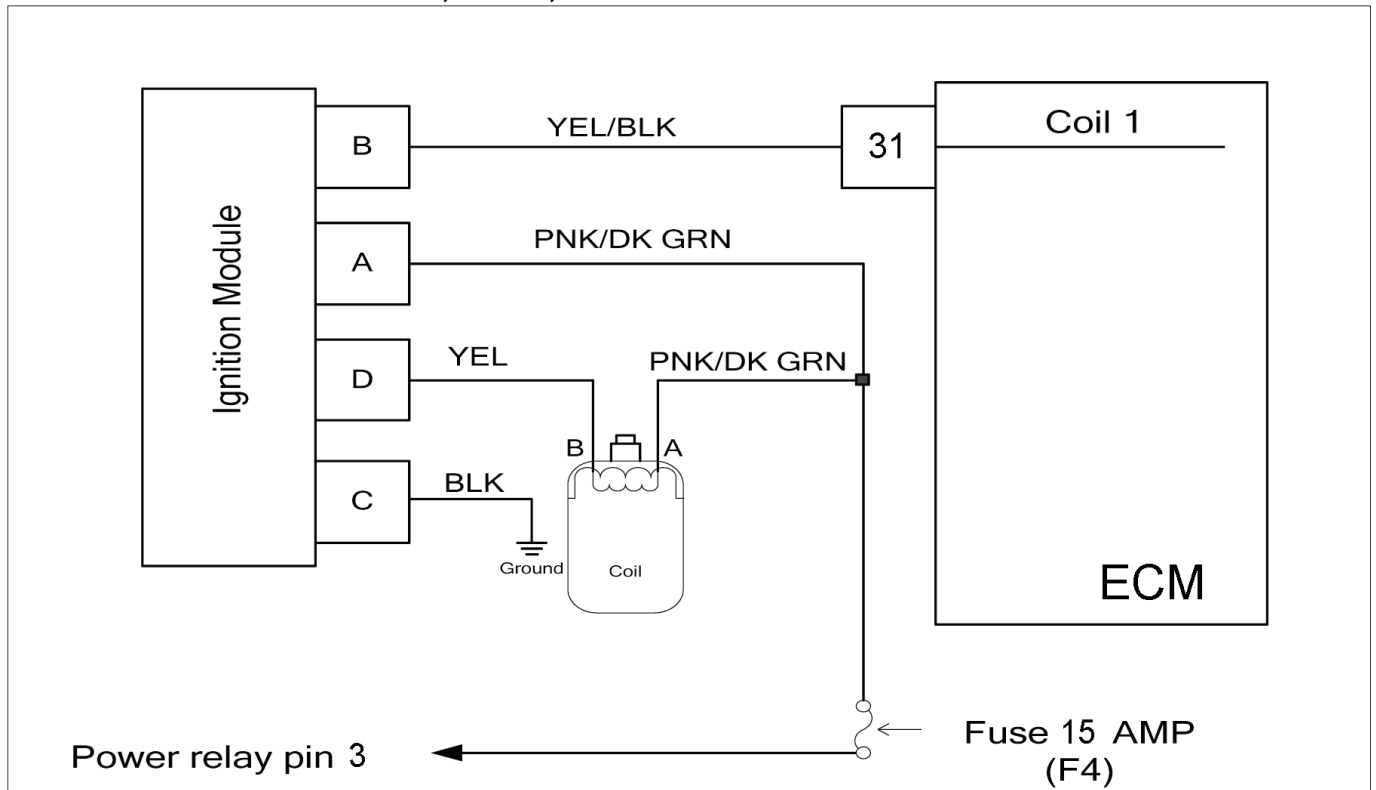 B
YEL/BLK
31
Coil 1
Ignition Module
A
PNK/DK GRN
D
YEL
PNK/DK GRN
B
A
C
BLK
Ground
Coil
ECM
Power relay pin 3
Fuse 15 AMP
(F4)